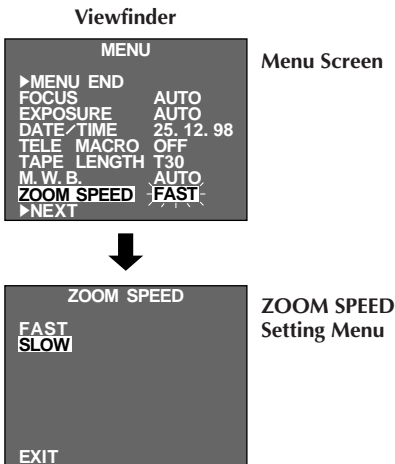 Viewfinder
MENU
Menu Screen
▶MENU END
FOCUS AUTO
EXPOSURE AUTO
DATE/TIME 25. 12. 98
TELE MACRO OFF
TAPE LENGTH T30
M. W. B. AUTO
ZOOM SPEED FAST
▶NEXT
ZOOM SPEED
ZOOM SPEED
Setting Menu
FAST
SLOW
EXIT